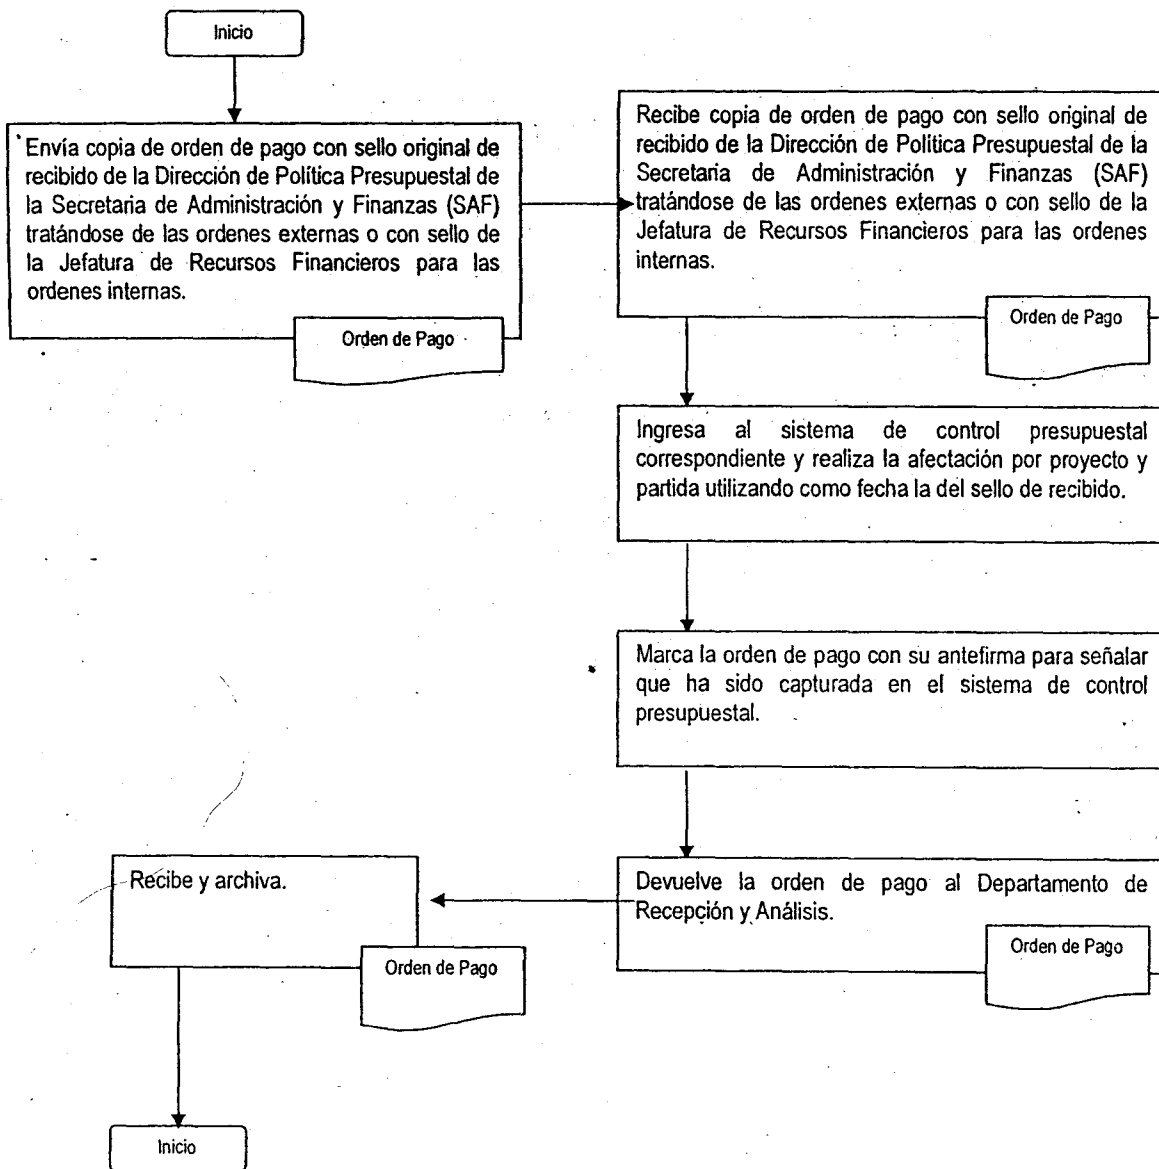 Inicio
Envía copia de orden de pago con sello original de
recibido de la Dirección de Política Presupuestal de
la Secretaria de Administración y Finanzas (SAF)
tratándose de las ordenes externas o con sello de
la Jefatura de Recursos Financieros para las
ordenes internas.
Orden de Pago
Recibe copia de orden de pago con sello original de
recibido de la Dirección de Política Presupuestal de
la Secretaria de Administración y Finanzas (SAF)
tratándose de las ordenes externas o con sello de la
Jefatura de Recursos Financieros para las ordenes
internas.
Orden de Pago
Ingresa al sistema de control presupuestal
correspondiente y realiza la afectación por proyecto y
partida utilizando como fecha la del sello de recibido.
Marca la orden de pago con su antefirma para señalar
que ha sido capturada en el sistema de control
presupuestal.
Devuelve la orden de pago al Departamento de
Recepción y Análisis.
Orden de Pago
Recibe y archiva.
Orden de Pago
Inicio